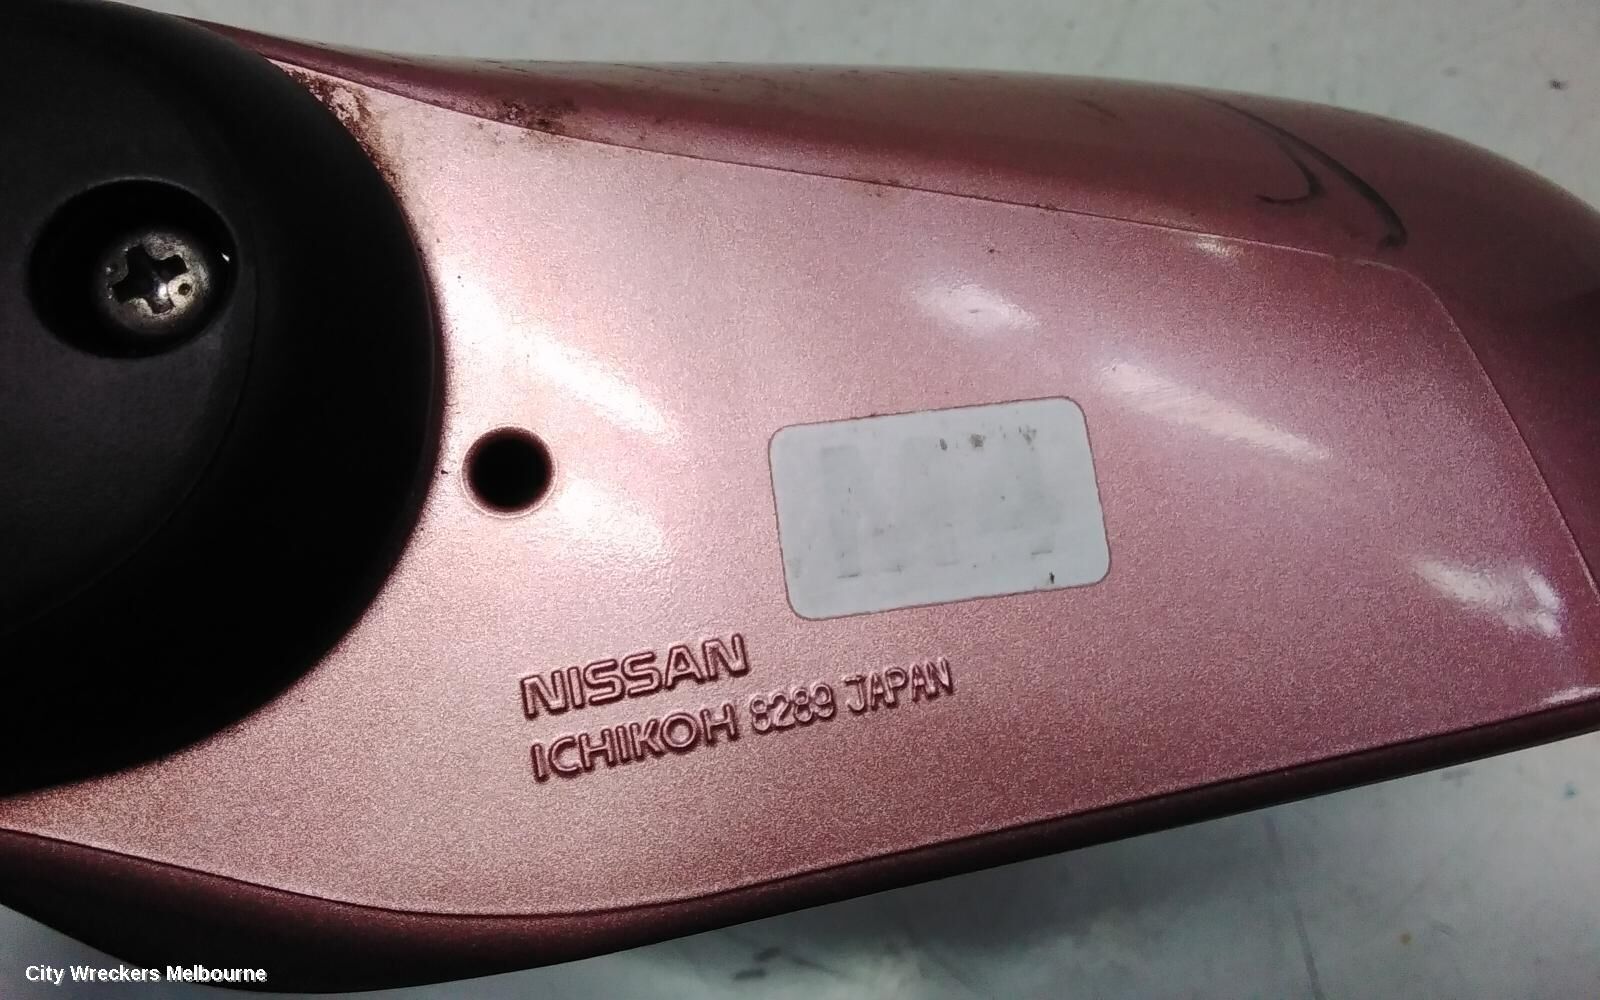 NISSAN
ICHIKOH 8289 JAPAN
City Wreckers Melbourne